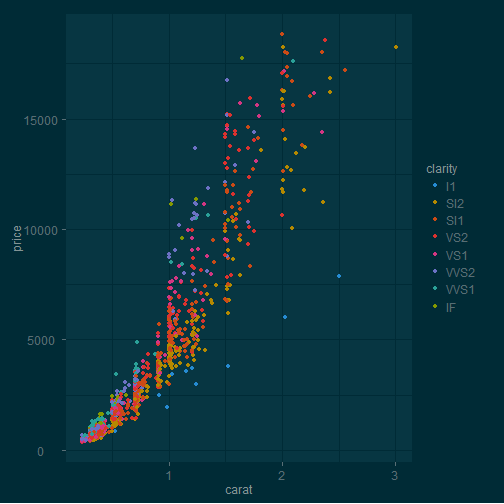 price
15000
10000
5000
0
1
2
3
carat
clarity
I1
SI2
SI1
VS2
VS1
VVS2
VVS1
IF